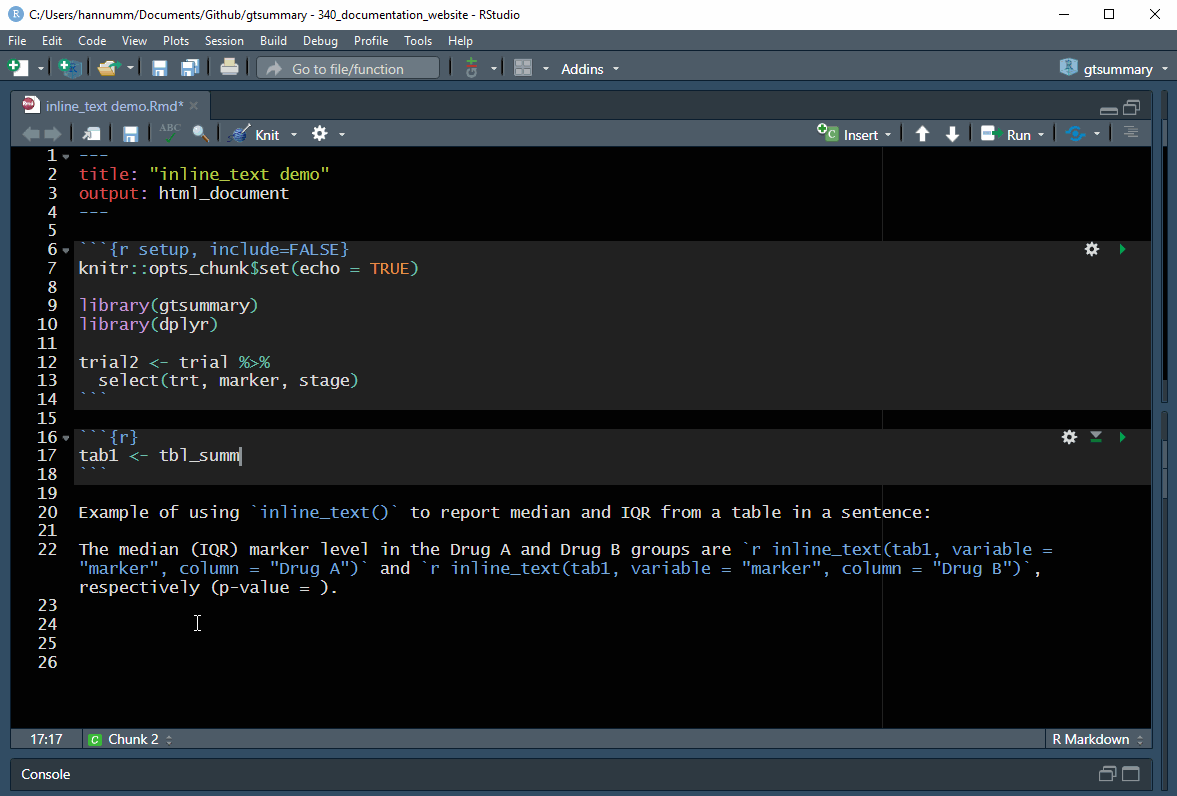 C:/Users/hannumm/Documents/Github/gtsummary - 340_documentation_website - RStudio
File Edit Code View Plots Session Build Debug Profile Tools Help
Go to file/function Addins gtsummary
inline_text demo.Rmd*
ABC Knit Insert Run
1 ---
2 title: "inline_text demo"
3 output: html_document
4 ---
5
6 ```{r setup, include=FALSE}
7 knitr::opts_chunk$set(echo = TRUE)
8
9 library(gtsummary)
10 library(dplyr)
11
12 trial2 <- trial %>%
13   select(trt, marker, stage)
14 ```
15
16 ```{r}
17 tab1 <- tbl_summ
18 ```
19
20 Example of using `inline_text()` to report median and IQR from a table in a sentence:
21
22 The median (IQR) marker level in the Drug A and Drug B groups are `r inline_text(tab1, variable =
"marker", column = "Drug A")` and `r inline_text(tab1, variable = "marker", column = "Drug B")`,
respectively (p-value = ).
23
24
25
26
17:17 C Chunk 2 R Markdown
Console